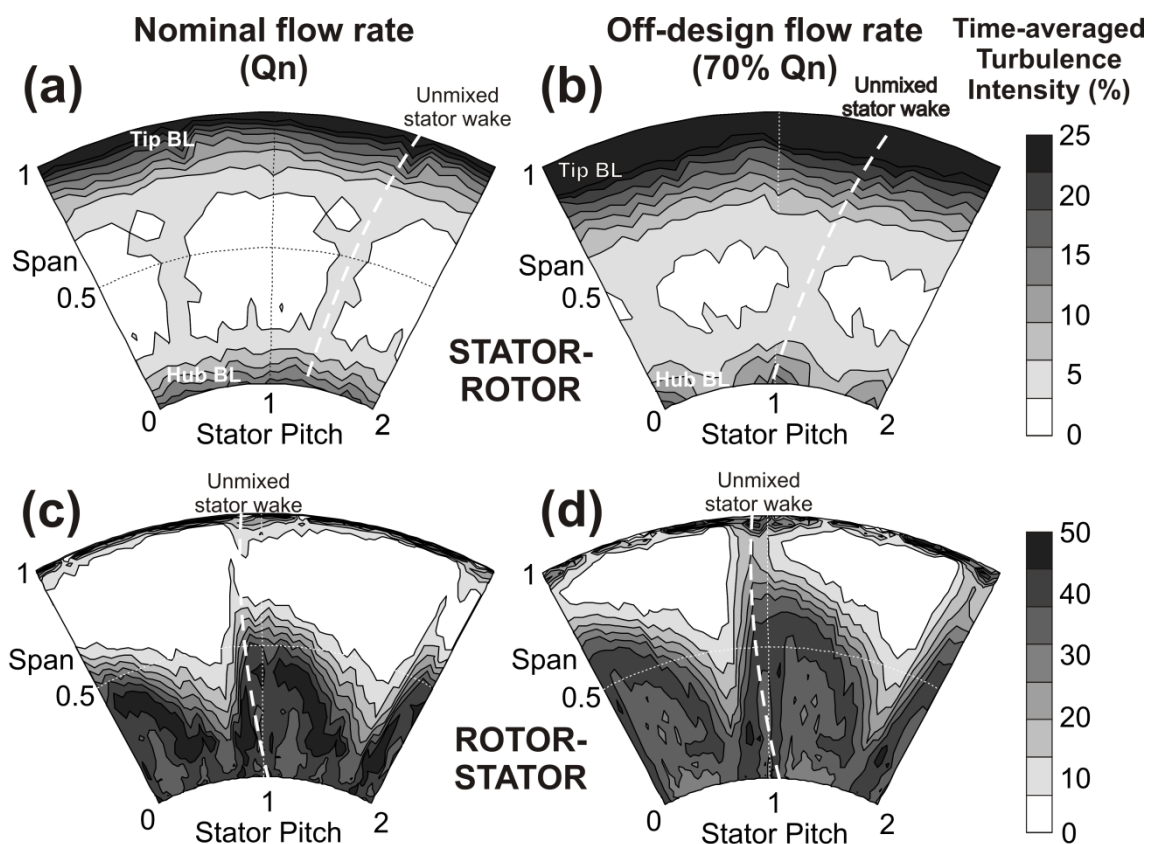 Nominal flow rate
(Qn)
Off-design flow rate
(70% Qn)
Time-averaged
Turbulence
Intensity (%)
(a)
Unmixed
stator wake
Tip BL
1
Span
0.5
Hub BL
0
1
2
Stator Pitch
(b)
Unmixed
stator wake
Tip BL
1
Span
0.5
Hub BL
0
1
2
Stator Pitch
STATOR-
ROTOR
25
20
15
10
5
0
(c)
Unmixed
stator wake
1
Span
0.5
0
1
2
Stator Pitch
(d)
Unmixed
stator wake
1
Span
0.5
0
1
2
Stator Pitch
ROTOR-
STATOR
50
40
30
20
10
0